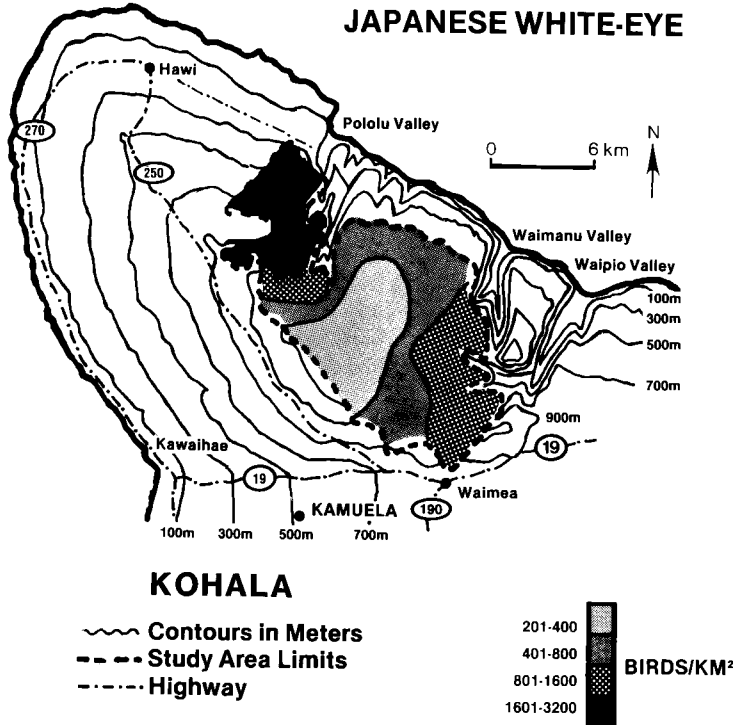 JAPANESE WHITE-EYE
Hawi
Pololu Valley
270
0 6 km
N
250
Waimanu Valley
Waipio Valley
100m
300m
500m
700m
900m
Kawaihae
19
19
Waimea
KAMUELA
190
100m 300m 500m 700m
KOHALA
Contours in Meters
Study Area Limits
Highway
201-400
401-800
801-1600
1601-3200
BIRDS/KM²